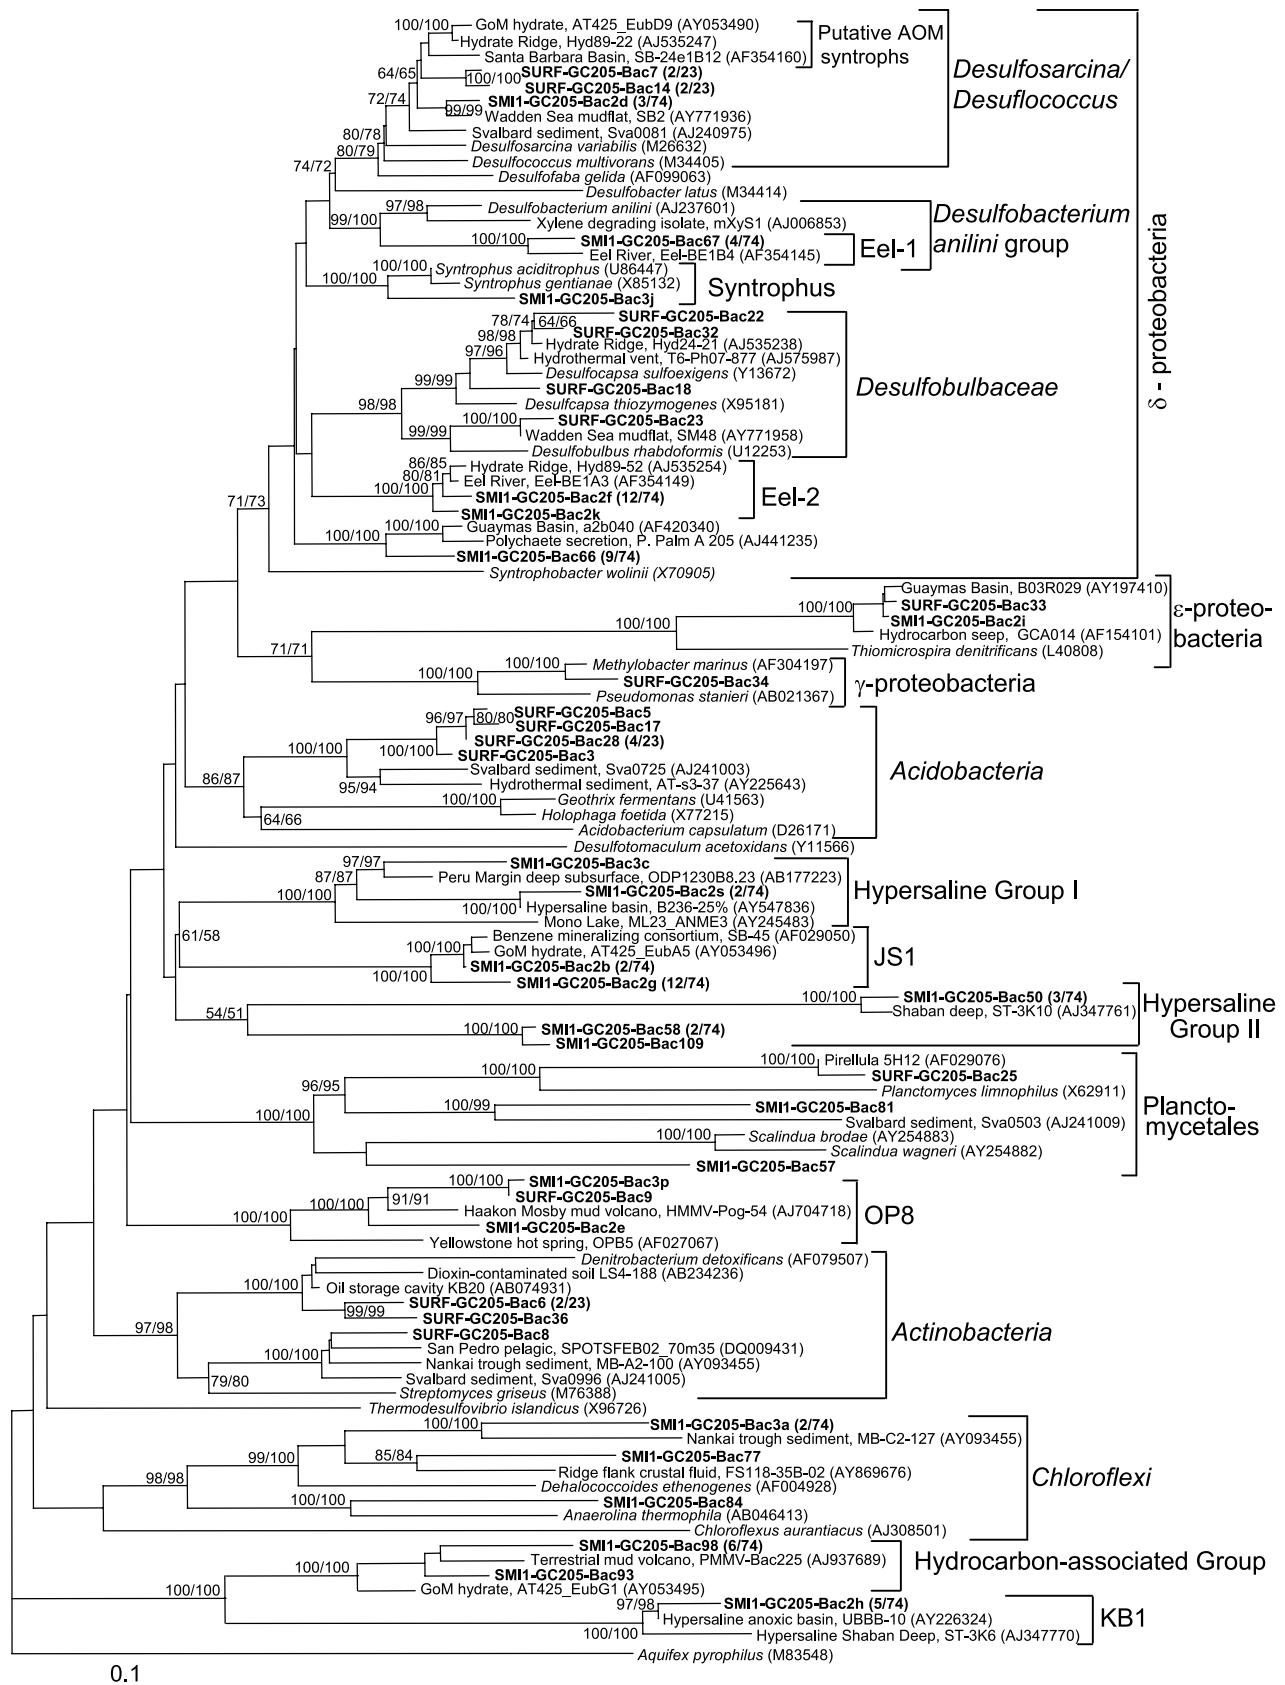 100/100 GoM hydrate, AT425_EubD9 (AY053490)
Hydrate Ridge, Hyd89-22 (AJ535247)
Santa Barbara Basin, SB-24e1B12 (AF354160)
Putative AOM
syntrophs
64/65 SURF-GC205-Bac7 (2/23)
100/100
SURF-GC205-Bac14 (2/23)
Desulfosarcina/
Desuflococcus
72/74 SMI1-GC205-Bac2d (3/74)
99/99
Wadden Sea mudflat, SB2 (AY771936)
Svalbard sediment, Sva0081 (AJ240975)
80/78 Desulfosarcina variabilis (M26632)
80/79 Desulfococcus multivorans (M34405)
74/72 Desulfofaba gelida (AF099063)
Desulfobacter latus (M34414)
97/98 Desulfobacterium anilini (AJ237601)
99/100 Xylene degrading isolate, mXyS1 (AJ006853)
Desulfobacterium
anilini group
100/100 SMI1-GC205-Bac67 (4/74)
Eel River, Eel-BE1B4 (AF354145)
Eel-1
δ - proteobacteria
100/100 Syntrophus aciditrophus (U86447)
100/100 Syntrophus gentianae (X85132)
SMI1-GC205-Bac3j
Syntrophus
78/74 64/66 SURF-GC205-Bac22
98/98 SURF-GC205-Bac32
Hydrate Ridge, Hyd24-21 (AJ535238)
97/96 Hydrothermal vent, T6-Ph07-877 (AJ575987)
Desulfocapsa sulfoexigens (Y13672)
99/99 SURF-GC205-Bac18
Desulfobulbaceae
98/98 Desulfcapsa thiozymogenes (X95181)
100/100 SURF-GC205-Bac23
99/99 Wadden Sea mudflat, SM48 (AY771958)
Desulfobulbus rhabdoformis (U12253)
86/85 Hydrate Ridge, Hyd89-52 (AJ535254)
80/81 Eel River, Eel-BE1A3 (AF354149)
100/100 SMI1-GC205-Bac2f (12/74)
Eel-2
71/73 SMI1-GC205-Bac2k
100/100 Guaymas Basin, a2b040 (AF420340)
100/100 Polychaete secretion, P. Palm A 205 (AJ441235)
SMI1-GC205-Bac66 (9/74)
Syntrophobacter wolinii (X70905)
Guaymas Basin, B03R029 (AY197410)
100/100 SURF-GC205-Bac33
SMI1-GC205-Bac2i
100/100 Hydrocarbon seep, GCA014 (AF154101)
ε-proteo-
bacteria
71/71 Thiomicrospira denitrificans (L40808)
100/100 Methylobacter marinus (AF304197)
100/100 SURF-GC205-Bac34
Pseudomonas stanieri (AB021367)
γ-proteobacteria
96/97 80/80 SURF-GC205-Bac5
SURF-GC205-Bac17
SURF-GC205-Bac28 (4/23)
100/100 100/100 SURF-GC205-Bac3
Svalbard sediment, Sva0725 (AJ241003)
Acidobacteria
86/87 95/94 Hydrothermal sediment, AT-s3-37 (AY225643)
100/100 Geothrix fermentans (U41563)
Holophaga foetida (X77215)
64/66 Acidobacterium capsulatum (D26171)
Desulfotomaculum acetoxidans (Y11566)
97/97 SMI1-GC205-Bac3c
87/87 Peru Margin deep subsurface, ODP1230B8.23 (AB177223)
SMI1-GC205-Bac2s (2/74)
Hypersaline Group I
100/100 100/100 Hypersaline basin, B236-25% (AY547836)
Mono Lake, ML23_ANME3 (AY245483)
61/58 Benzene mineralizing consortium, SB-45 (AF029050)
GoM hydrate, AT425_EubA5 (AY053496)
JS1
100/100 SMI1-GC205-Bac2b (2/74)
100/100 SMI1-GC205-Bac2g (12/74)
100/100 SMI1-GC205-Bac50 (3/74)
54/51 Shaban deep, ST-3K10 (AJ347761)
Hypersaline
Group II
100/100 SMI1-GC205-Bac58 (2/74)
SMI1-GC205-Bac109
100/100 Pirellula 5H12 (AF029076)
100/100 SURF-GC205-Bac25
96/95 Planctomyces limnophilus (X62911)
100/99 SMI1-GC205-Bac81
Plancto-
mycetales
100/100 Svalbard sediment, Sva0503 (AJ241009)
100/100 Scalindua brodae (AY254883)
Scalindua wagneri (AY254882)
SMI1-GC205-Bac57
100/100 SMI1-GC205-Bac3p
91/91 SURF-GC205-Bac9
100/100 Haakon Mosby mud volcano, HMMV-Pog-54 (AJ704718)
OP8
100/100 SMI1-GC205-Bac2e
Yellowstone hot spring, OPB5 (AF027067)
Denitrobacterium detoxificans (AF079507)
100/100 Dioxin-contaminated soil LS4-188 (AB234236)
Oil storage cavity KB20 (AB074931)
SURF-GC205-Bac6 (2/23)
99/99
SURF-GC205-Bac36
97/98 SURF-GC205-Bac8
Actinobacteria
San Pedro pelagic, SPOTSFEB02_70m35 (DQ009431)
100/100 Nankai trough sediment, MB-A2-100 (AY093455)
79/80 Svalbard sediment, Sva0996 (AJ241005)
Streptomyces griseus (M76388)
Thermodesulfovibrio islandicus (X96726)
100/100 SMI1-GC205-Bac3a (2/74)
Nankai trough sediment, MB-C2-127 (AY093455)
99/100 85/84 SMI1-GC205-Bac77
Ridge flank crustal fluid, FS118-35B-02 (AY869676)
Chloroflexi
98/98 Dehalococcoides ethenogenes (AF004928)
100/100 SMI1-GC205-Bac84
Anaerolina thermophila (AB046413)
Chloroflexus aurantiacus (AJ308501)
SMI1-GC205-Bac98 (6/74)
Terrestrial mud volcano, PMMV-Bac225 (AJ937689)
Hydrocarbon-associated Group
100/100 SMI1-GC205-Bac93
100/100 GoM hydrate, AT425_EubG1 (AY053495)
97/98 SMI1-GC205-Bac2h (5/74)
Hypersaline anoxic basin, UBBB-10 (AY226324)
KB1
100/100 Hypersaline Shaban Deep, ST-3K6 (AJ347770)
Aquifex pyrophilus (M83548)
0.1